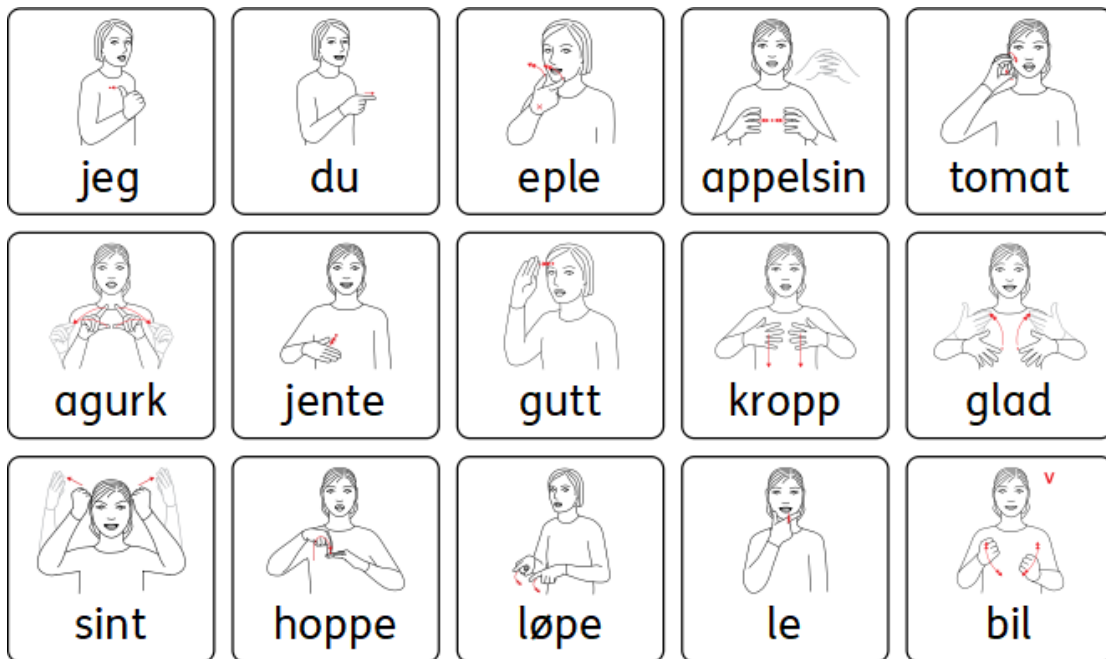 jeg
du
eple
appelsin
tomat
agurk
jente
gutt
kropp
glad
sint
hoppe
løpe
le
V
bil